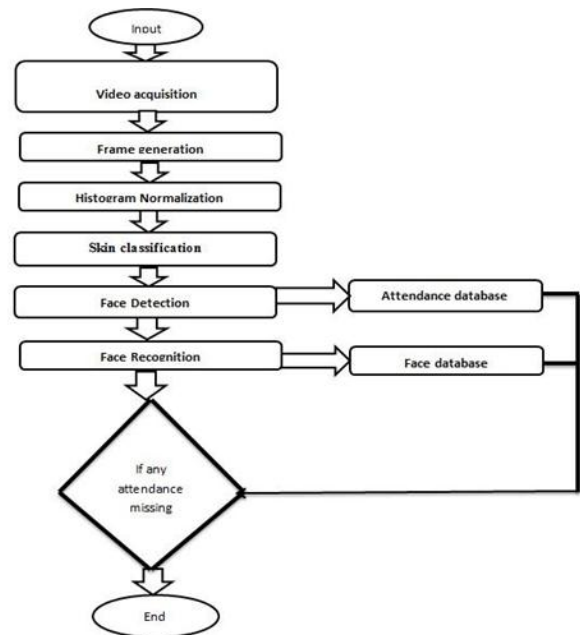 Input
Video acquisition
Frame generation
Histogram Normalization
Skin classification
Face Detection
Attendance database
Face Recognition
Face database
If any
attendance
missing
End